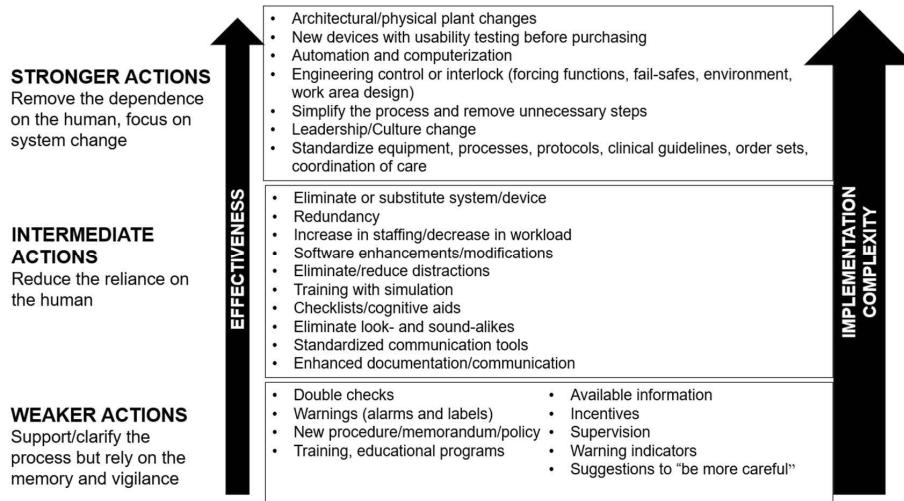 STRONGER ACTIONS
Remove the dependence
on the human, focus on
system change
EFFECTIVENESS
• Architectural/physical plant changes
• New devices with usability testing before purchasing
• Automation and computerization
• Engineering control or interlock (forcing functions, fail-safes, environment,
work area design)
• Simplify the process and remove unnecessary steps
• Leadership/Culture change
• Standardize equipment, processes, protocols, clinical guidelines, order sets,
coordination of care
IMPLEMENTATION
COMPLEXITY
INTERMEDIATE
ACTIONS
Reduce the reliance on
the human
• Eliminate or substitute system/device
• Redundancy
• Increase in staffing/decrease in workload
• Software enhancements/modifications
• Eliminate/reduce distractions
• Training with simulation
• Checklists/cognitive aids
• Eliminate look- and sound-alikes
• Standardized communication tools
• Enhanced documentation/communication
WEAKER ACTIONS
Support/clarify the
process but rely on the
memory and vigilance
• Double checks
• Warnings (alarms and labels)
• New procedure/memorandum/policy
• Training, educational programs
• Available information
• Incentives
• Supervision
• Warning indicators
• Suggestions to “be more careful”